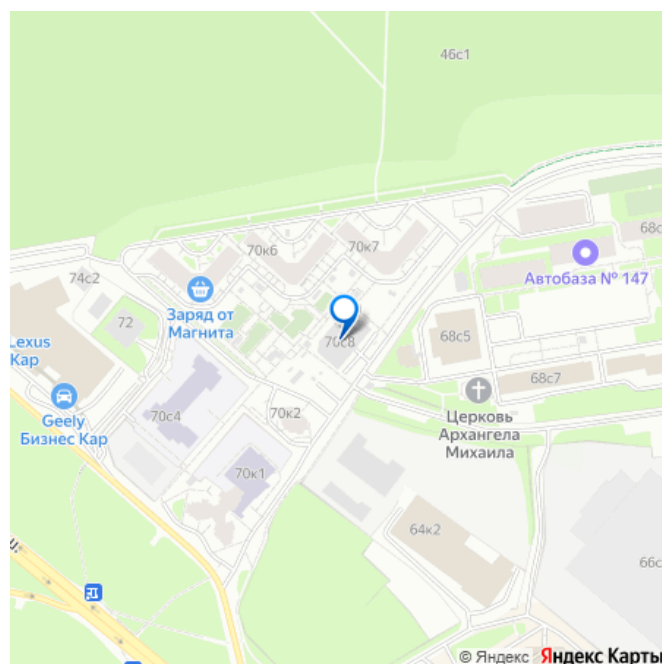 46с1
70к6
70к7
68с
74с2
Автобаза № 147
Заряд от
Магнита
72
Lexus
Кар
70с8
68с5
68с7
Geely
Бизнес Кар
70с4
70к2
Церковь
Архангела
Михаила
70к1
64к2
66с
ш.
© Яндекс Яндекс Карты